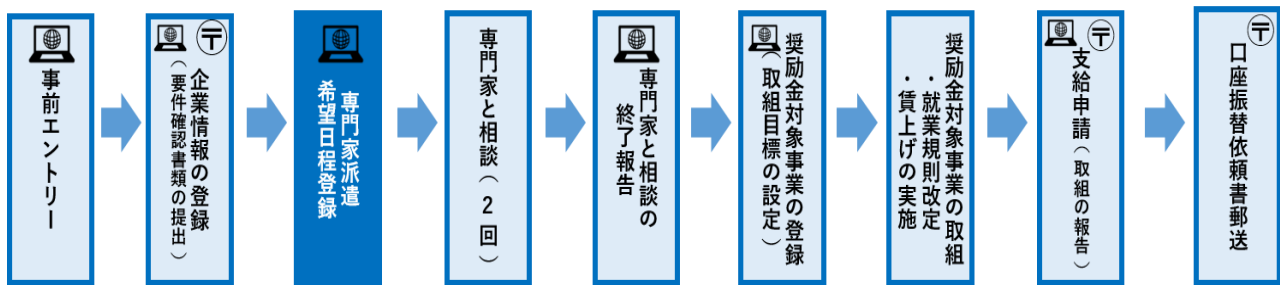 事前エントリー
〒
企業情報の登録
（要件確認書類の提出）
専門家派遣
希望日程登録
専門家と相談（２回）
専門家と相談の
終了報告
奨励金対象事業の登録
（取組目標の設定）
奨励金対象事業の取組
・就業規則改定
・賃上げの実施
〒
支給申請（取組の報告）
〒
口座振替依頼書郵送